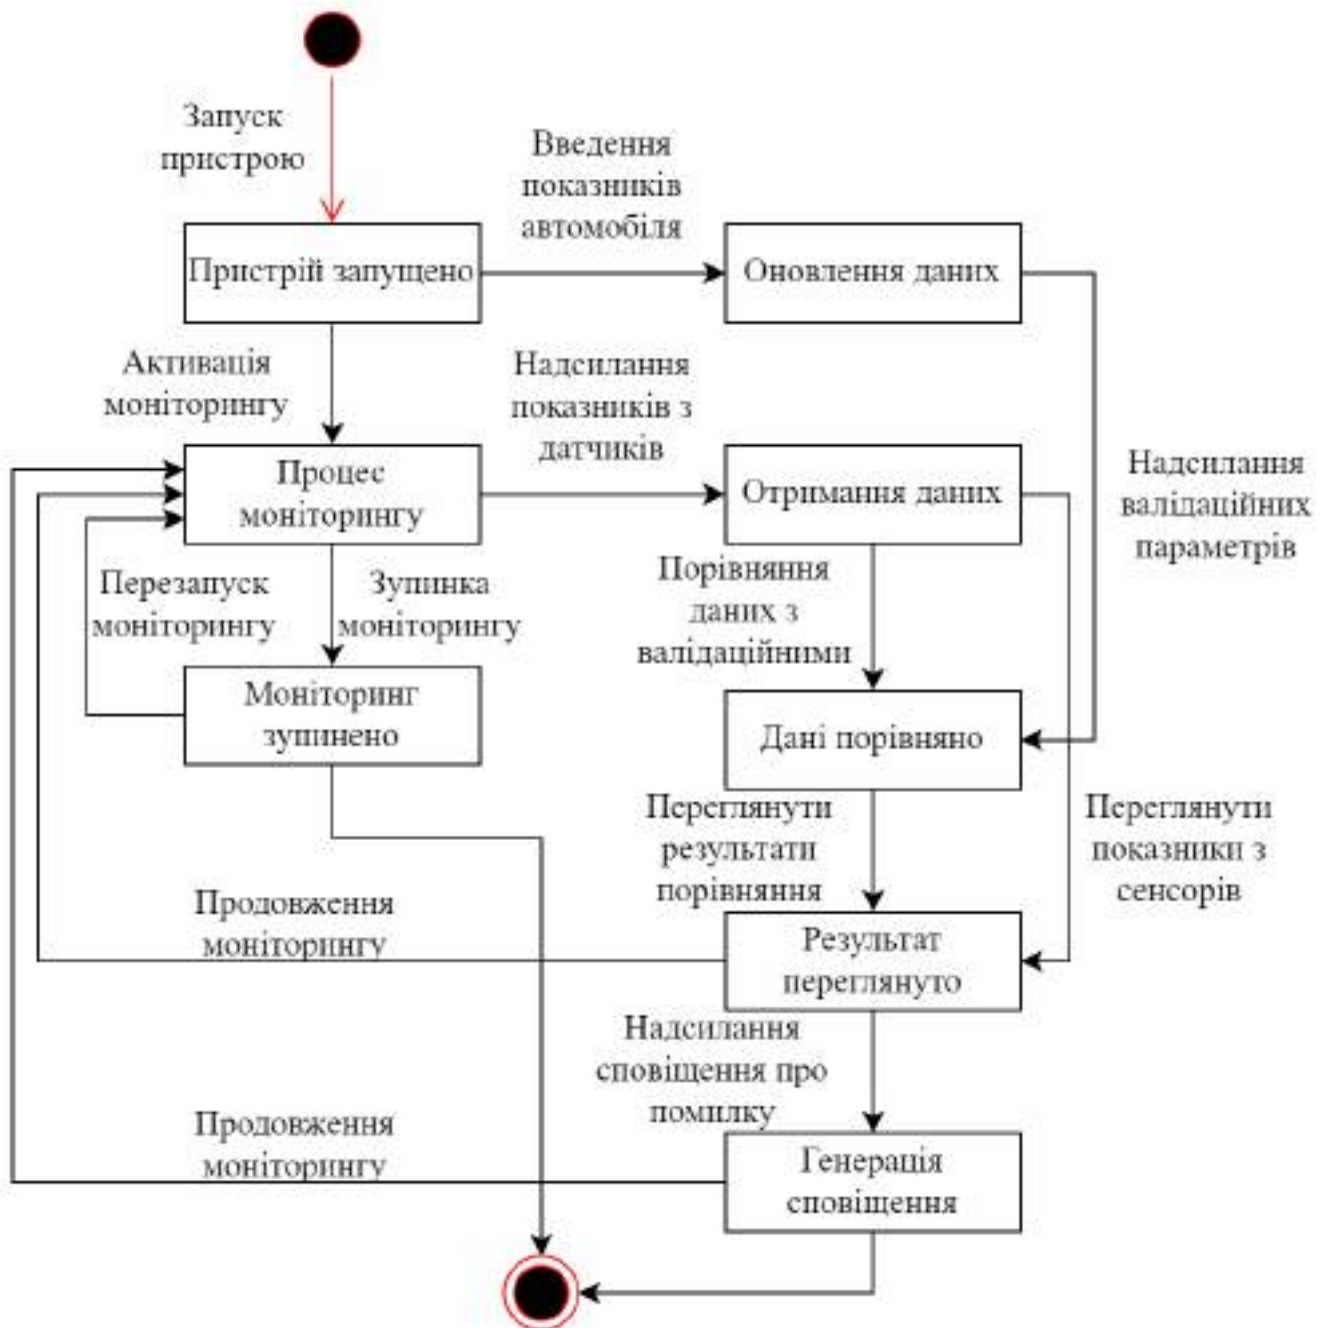 Запуск
пристрою
Введення
показників
автомобіля
Пристрій запущено
Оновлення даних
Активація
моніторингу
Надсилання
показників з
датчиків
Процес
моніторингу
Отримання даних
Надсилання
валідаційних
параметрів
Перезапуск
моніторингу
Зупинка
моніторингу
Порівняння
даних з
валідаційними
Моніторинг
зупинено
Дані порівняно
Переглянути
результати
порівняння
Переглянути
показники з
сенсорів
Продовження
моніторингу
Результат
переглянуто
Надсилання
сповіщення про
помилку
Продовження
моніторингу
Генерація
сповіщення